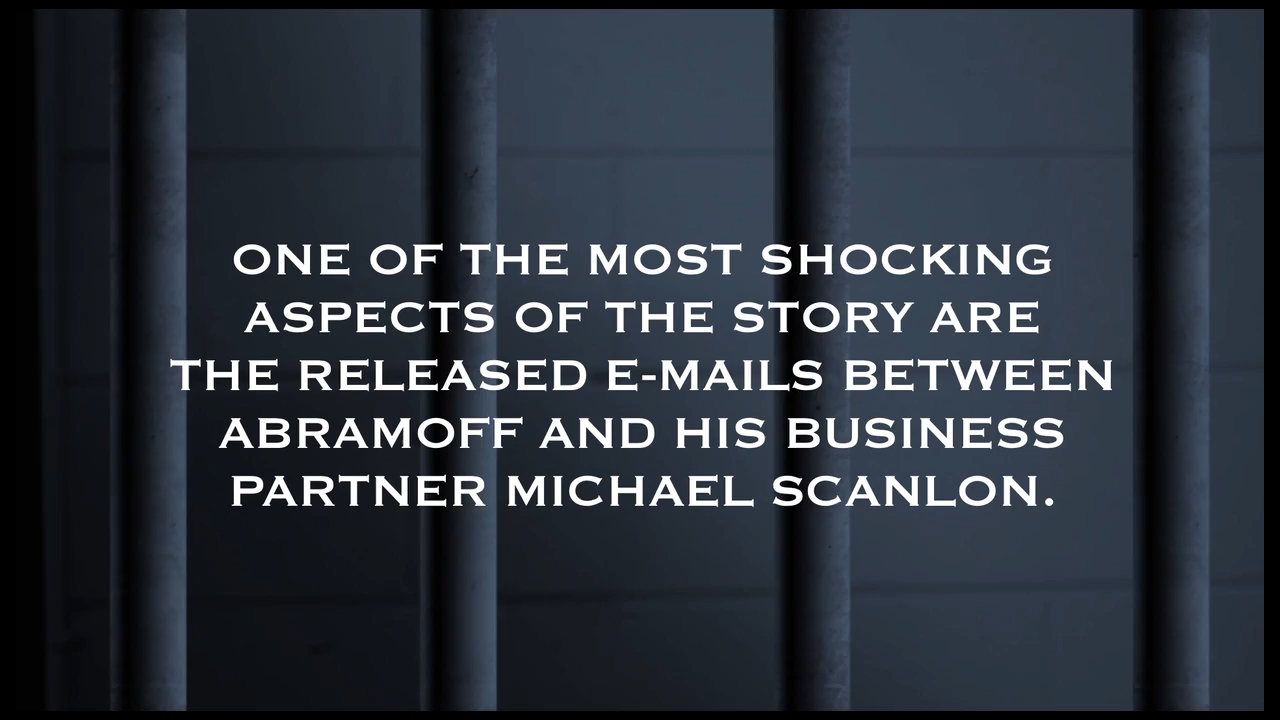 ONE OF THE MOST SHOCKING
ASPECTS OF THE STORY ARE
THE RELEASED E-MAILS BETWEEN
ABRAMOFF AND HIS BUSINESS
PARTNER MICHAEL SCANLON.